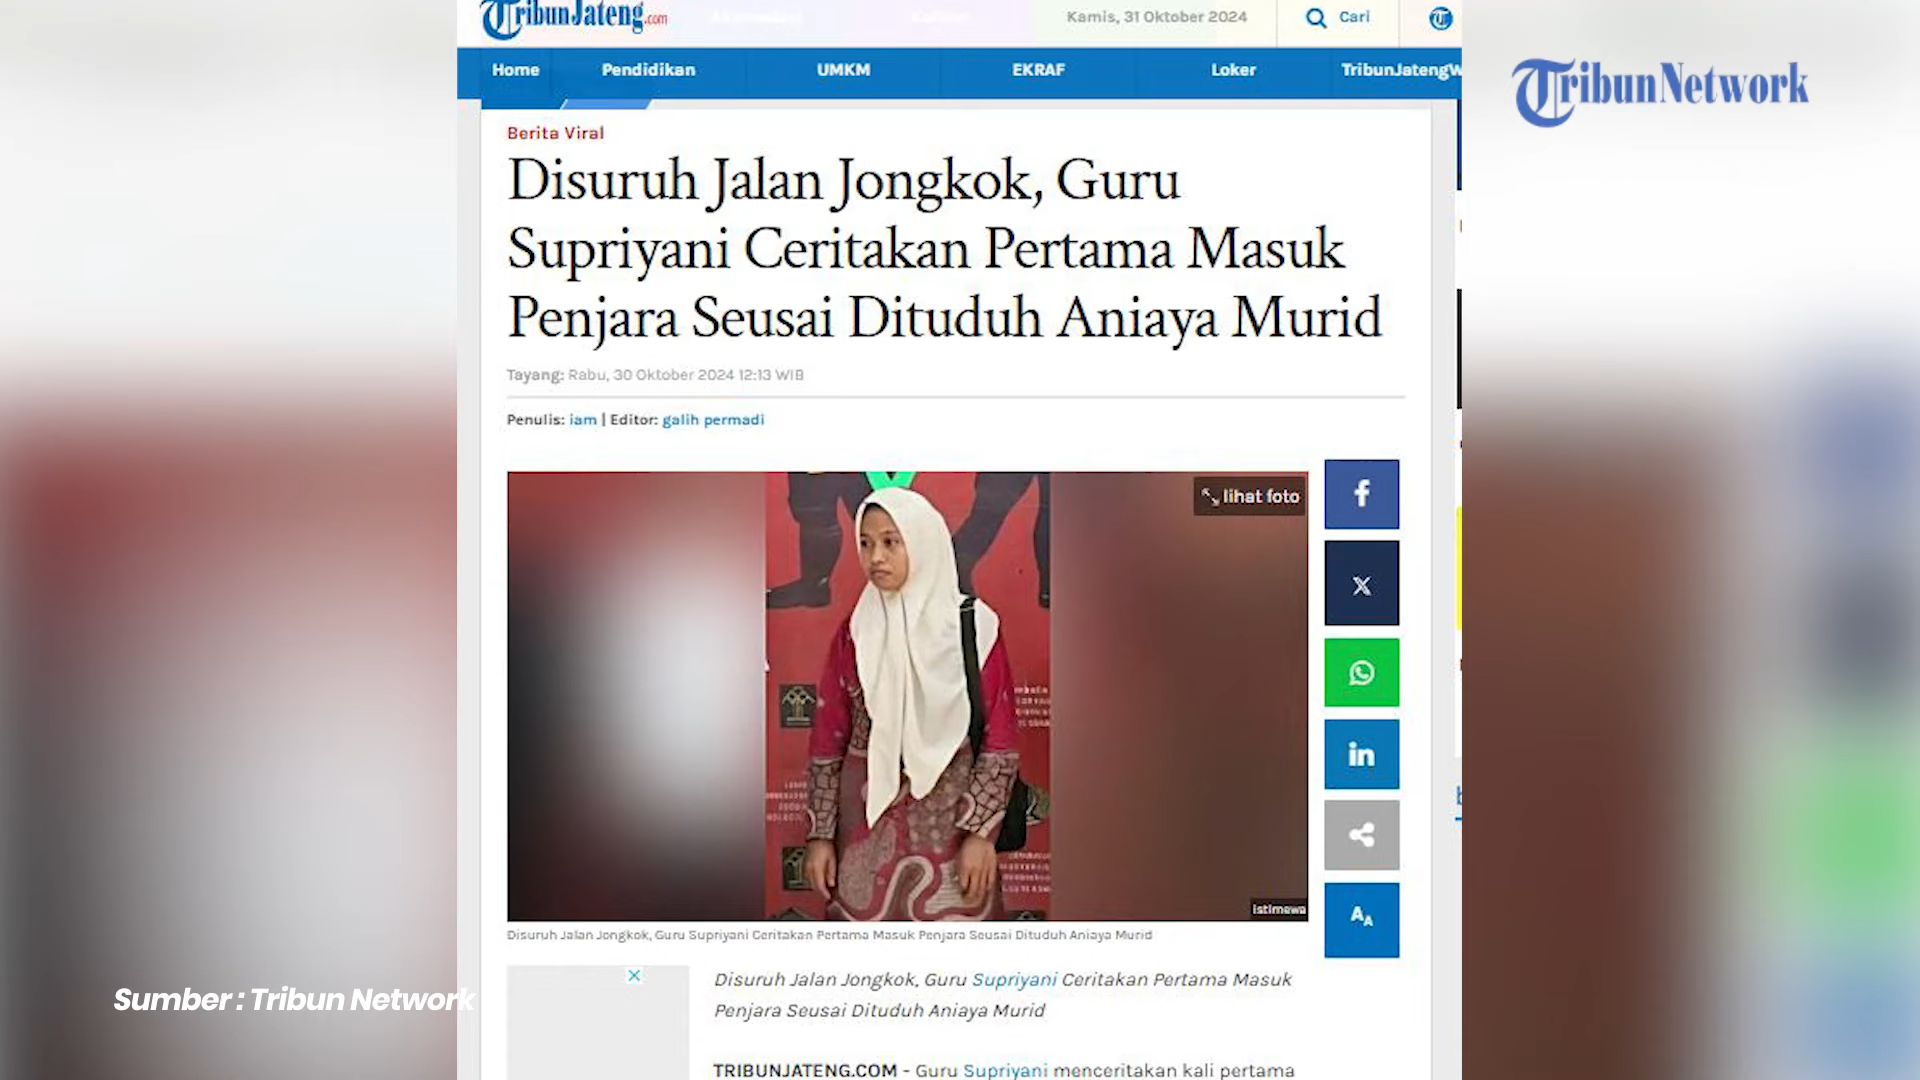 TribunJateng.com
Kamis, 31 Oktober 2024
Cari
Home Pendidikan UMKM EKRAF Loker TribunJatengW
TribunNetwork
Berita Viral
Disuruh Jalan Jongkok, Guru
Supriyani Ceritakan Pertama Masuk
Penjara Seusai Dituduh Aniaya Murid
Tayang: Rabu, 30 Oktober 2024 12:13 WIB
Penulis: iam | Editor: galih permadi
lihat foto
Istimewa
Disuruh Jalan Jongkok, Guru Supriyani Ceritakan Pertama Masuk Penjara Seusai Dituduh Aniaya Murid
Disuruh Jalan Jongkok, Guru Supriyani Ceritakan Pertama Masuk
Penjara Seusai Dituduh Aniaya Murid
Sumber : Tribun Network
TRIBUNJATENG.COM - Guru Supriyani menceritakan kali pertama